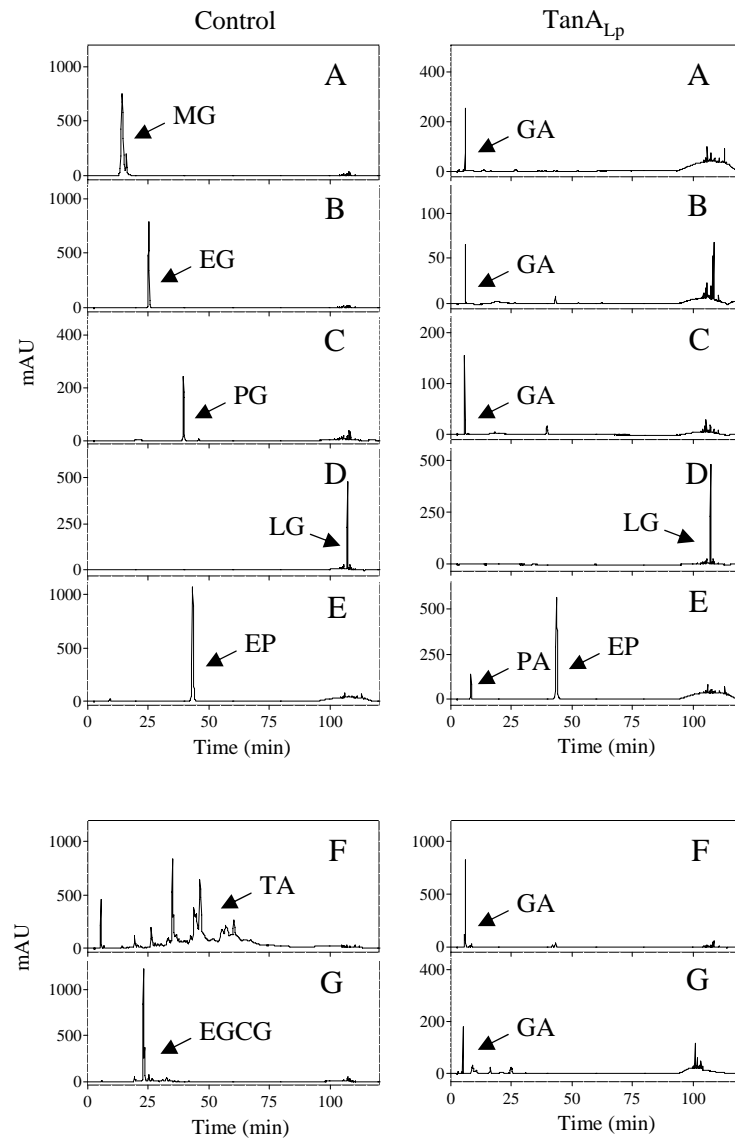 Control TanA_Lp
1000 A 400 A
MG
500 200 GA
0 0
1000 B 100 B
EG
500 50 GA
0 0
400 C 200 C
mAU
200 PG 100 GA
0 0
500 D 500 D
250 LG 250 LG
0 0
1000 E 500 E
EP PA EP
500 250
0 0
0 25 50 75 100 0 25 50 75 100
Time (min) Time (min)
1000 F 1000 F
500 TA 500 GA
mAU
0 0
1000 G 400 G
500 EGCG 200 GA
0 0
0 25 50 75 100 0 25 50 75 100
Time (min) Time (min)